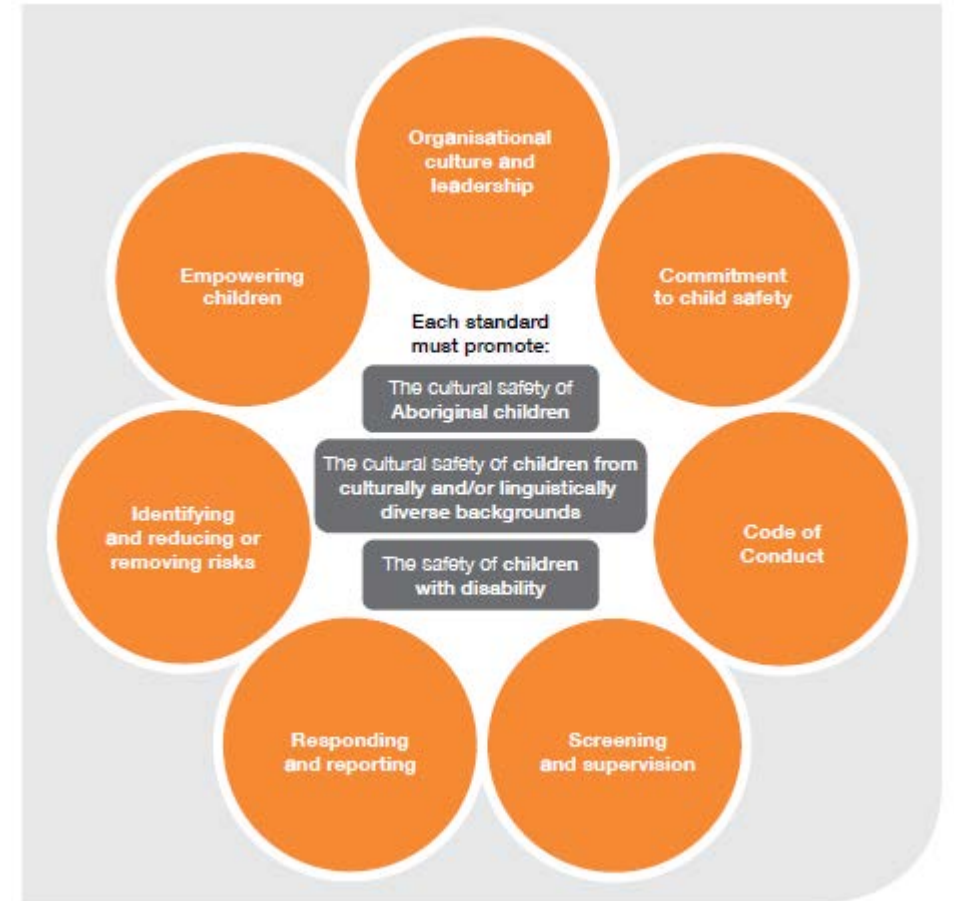 Organisational
culture and
leadership
Commitment
to child safety
Code of
Conduct
Screening
and supervision
Responding
and reporting
Identifying
and reducing or
removing risks
Empowering
children
Each standard
must promote:
The cultural safety of
Aboriginal children
The cultural safety of children from
culturally and/or linguistically
diverse backgrounds
The safety of children
with disability